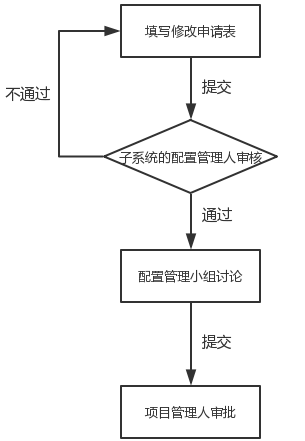 填写修改申请表
提交
不通过
子系统的配置管理人审核
通过
配置管理小组讨论
提交
项目管理人审批